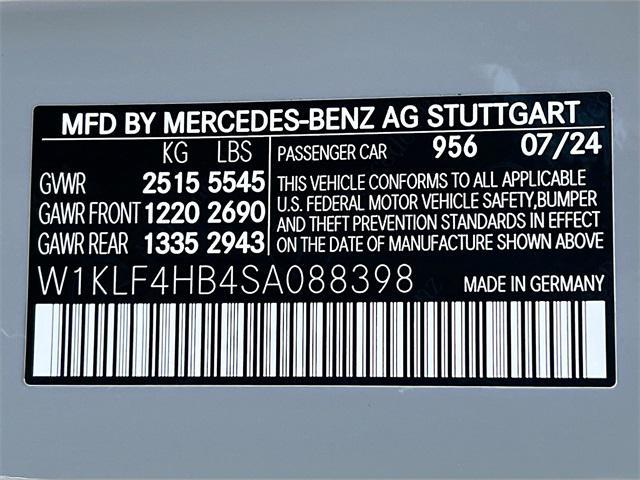 MFD BY MERCEDES-BENZ AG STUTTGART
KG LBS
PASSENGER CAR 956 07/24
GVWR 2515 5545
GAWR FRONT 1220 2690
GAWR REAR 1335 2943
THIS VEHICLE CONFORMS TO ALL APPLICABLE
U.S. FEDERAL MOTOR VEHICLE SAFETY, BUMPER
AND THEFT PREVENTION STANDARDS IN EFFECT
ON THE DATE OF MANUFACTURE SHOWN ABOVE.
W1KLF4HB4SA088398 MADE IN GERMANY